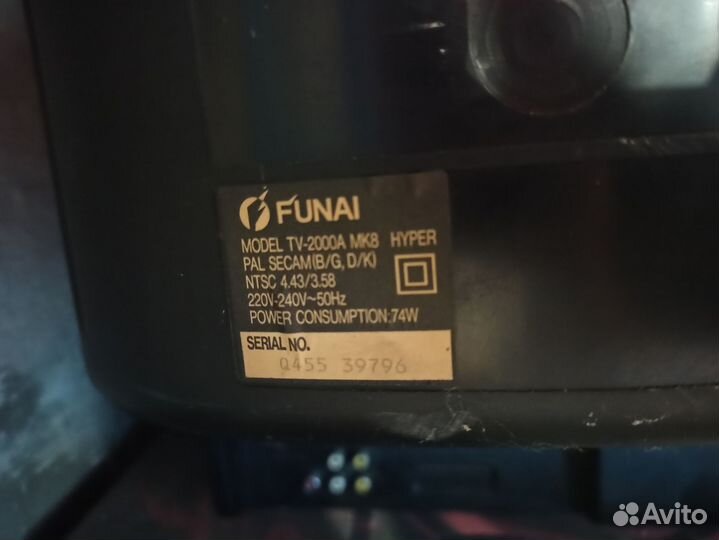 FUNAI
MODEL TV-2000A MK8 HYPER
PAL SECAM(B/G, D/K)
NTSC 4.43/3.58
220V-240V~50Hz
POWER CONSUMPTION:74W
SERIAL NO.
Q455 39796
Avito